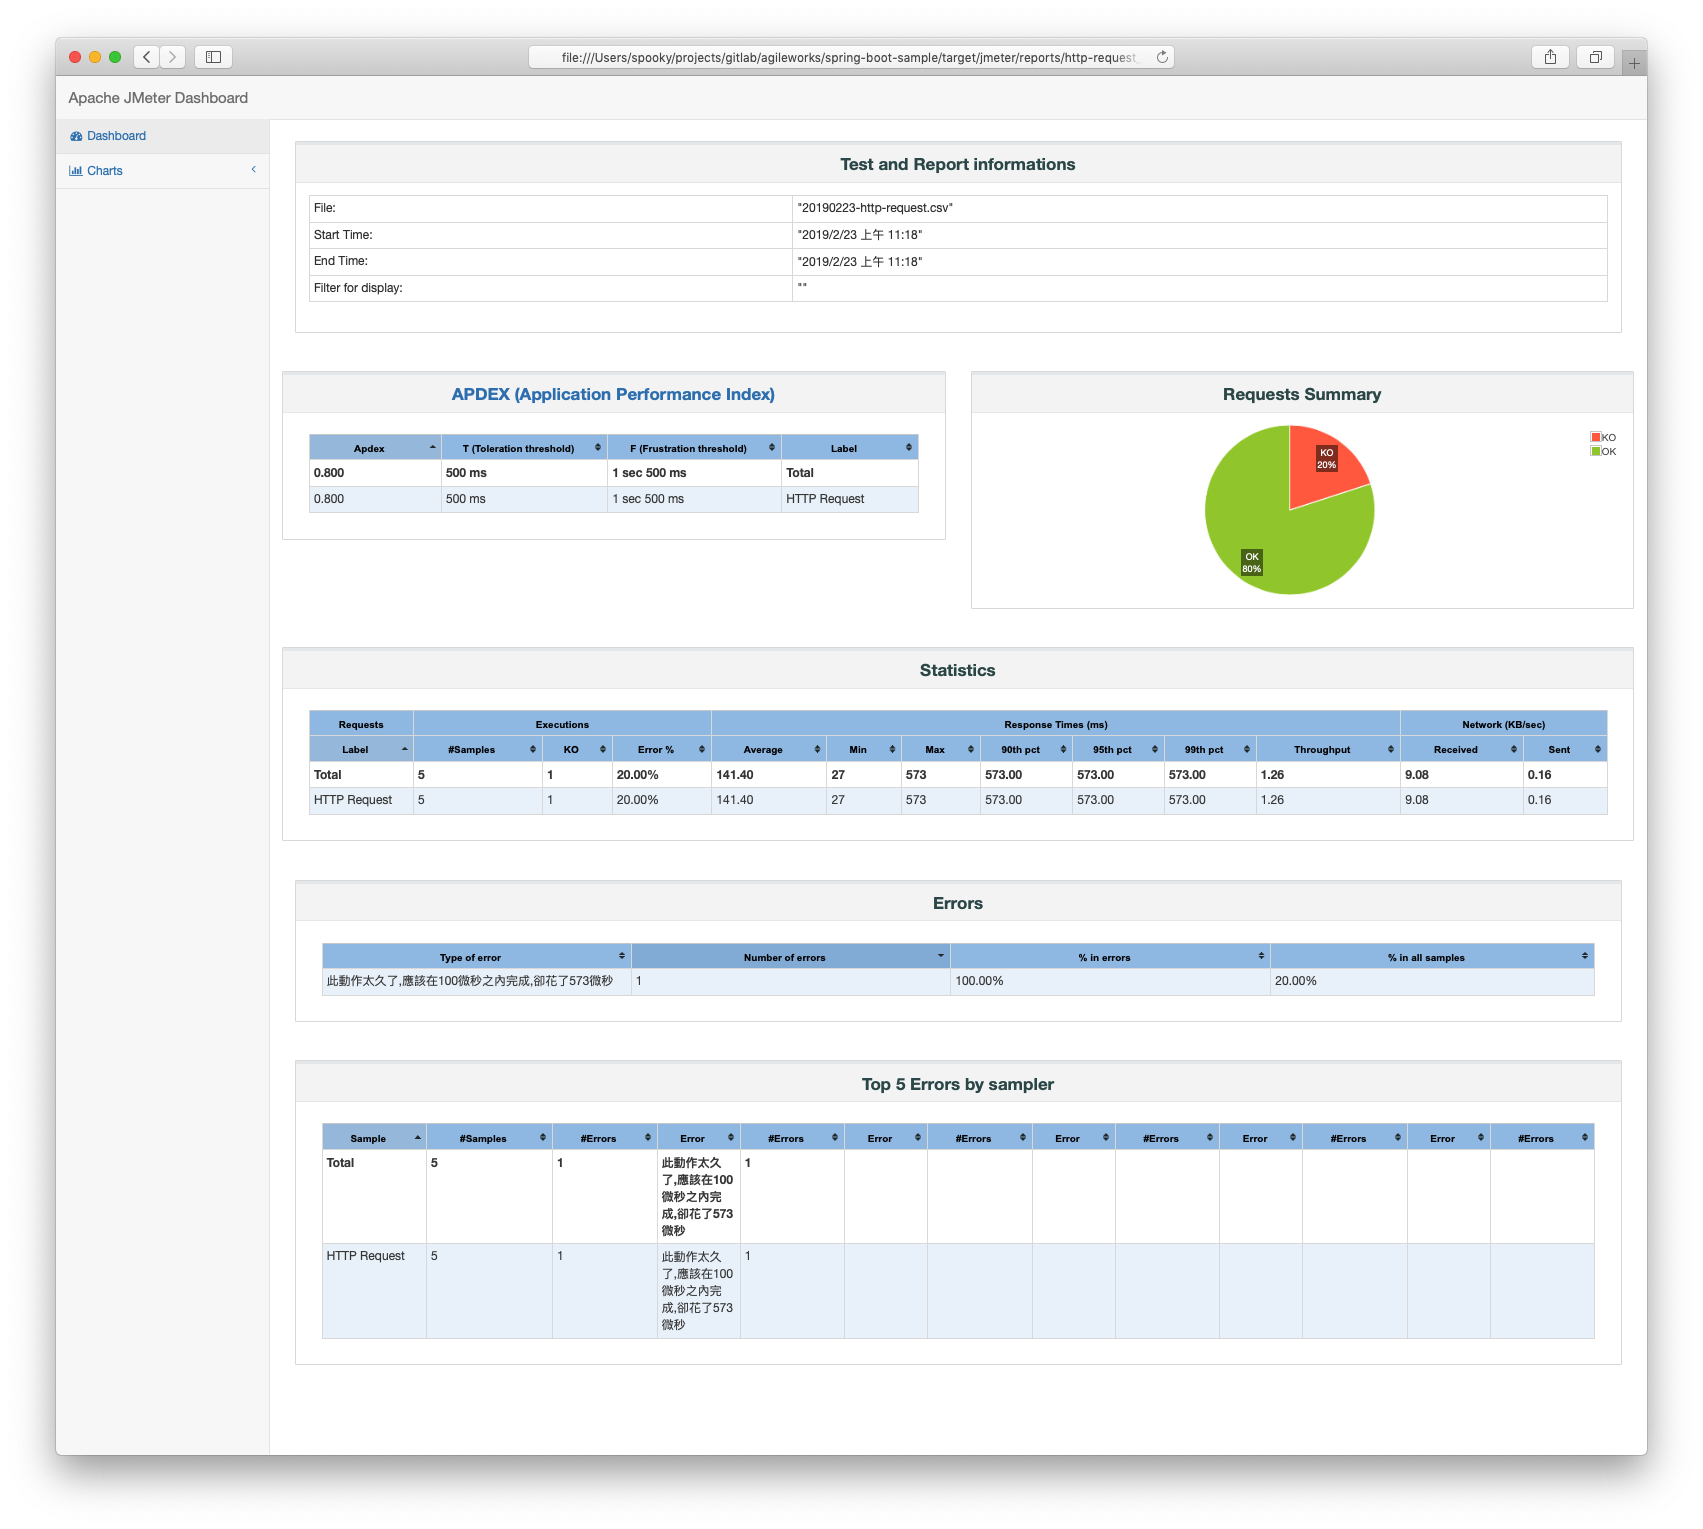 file:///Users/spooky/projects/gitlab/agileworks/spring-boot-sample/target/jmeter/reports/http-request_
Apache JMeter Dashboard
Dashboard
Charts
Test and Report informations
File: "20190223-http-request.csv"
Start Time: "2019/2/23 上午 11:18"
End Time: "2019/2/23 上午 11:18"
Filter for display: ""
APDEX (Application Performance Index)
Apdex T (Toleration threshold) F (Frustration threshold) Label
0.800 500 ms 1 sec 500 ms Total
0.800 500 ms 1 sec 500 ms HTTP Request
Requests Summary
KO
OK
KO
20%
OK
80%
Statistics
Requests Executions Response Times (ms) Network (KB/sec)
Label #Samples KO Error % Average Min Max 90th pct 95th pct 99th pct Throughput Received Sent
Total 5 1 20.00% 141.40 27 573 573.00 573.00 573.00 1.26 9.08 0.16
HTTP Request 5 1 20.00% 141.40 27 573 573.00 573.00 573.00 1.26 9.08 0.16
Errors
Type of error Number of errors % in errors % in all samples
此動作太久了,應該在100微秒之內完成,卻花了573微秒 1 100.00% 20.00%
Top 5 Errors by sampler
Sample #Samples #Errors Error #Errors Error #Errors Error #Errors Error #Errors Error #Errors
Total 5 1 此動作太久 1
了,應該在100
微秒之內完
成,卻花了573
微秒
HTTP Request 5 1 此動作太久 1
了,應該在100
微秒之內完
成,卻花了573
微秒